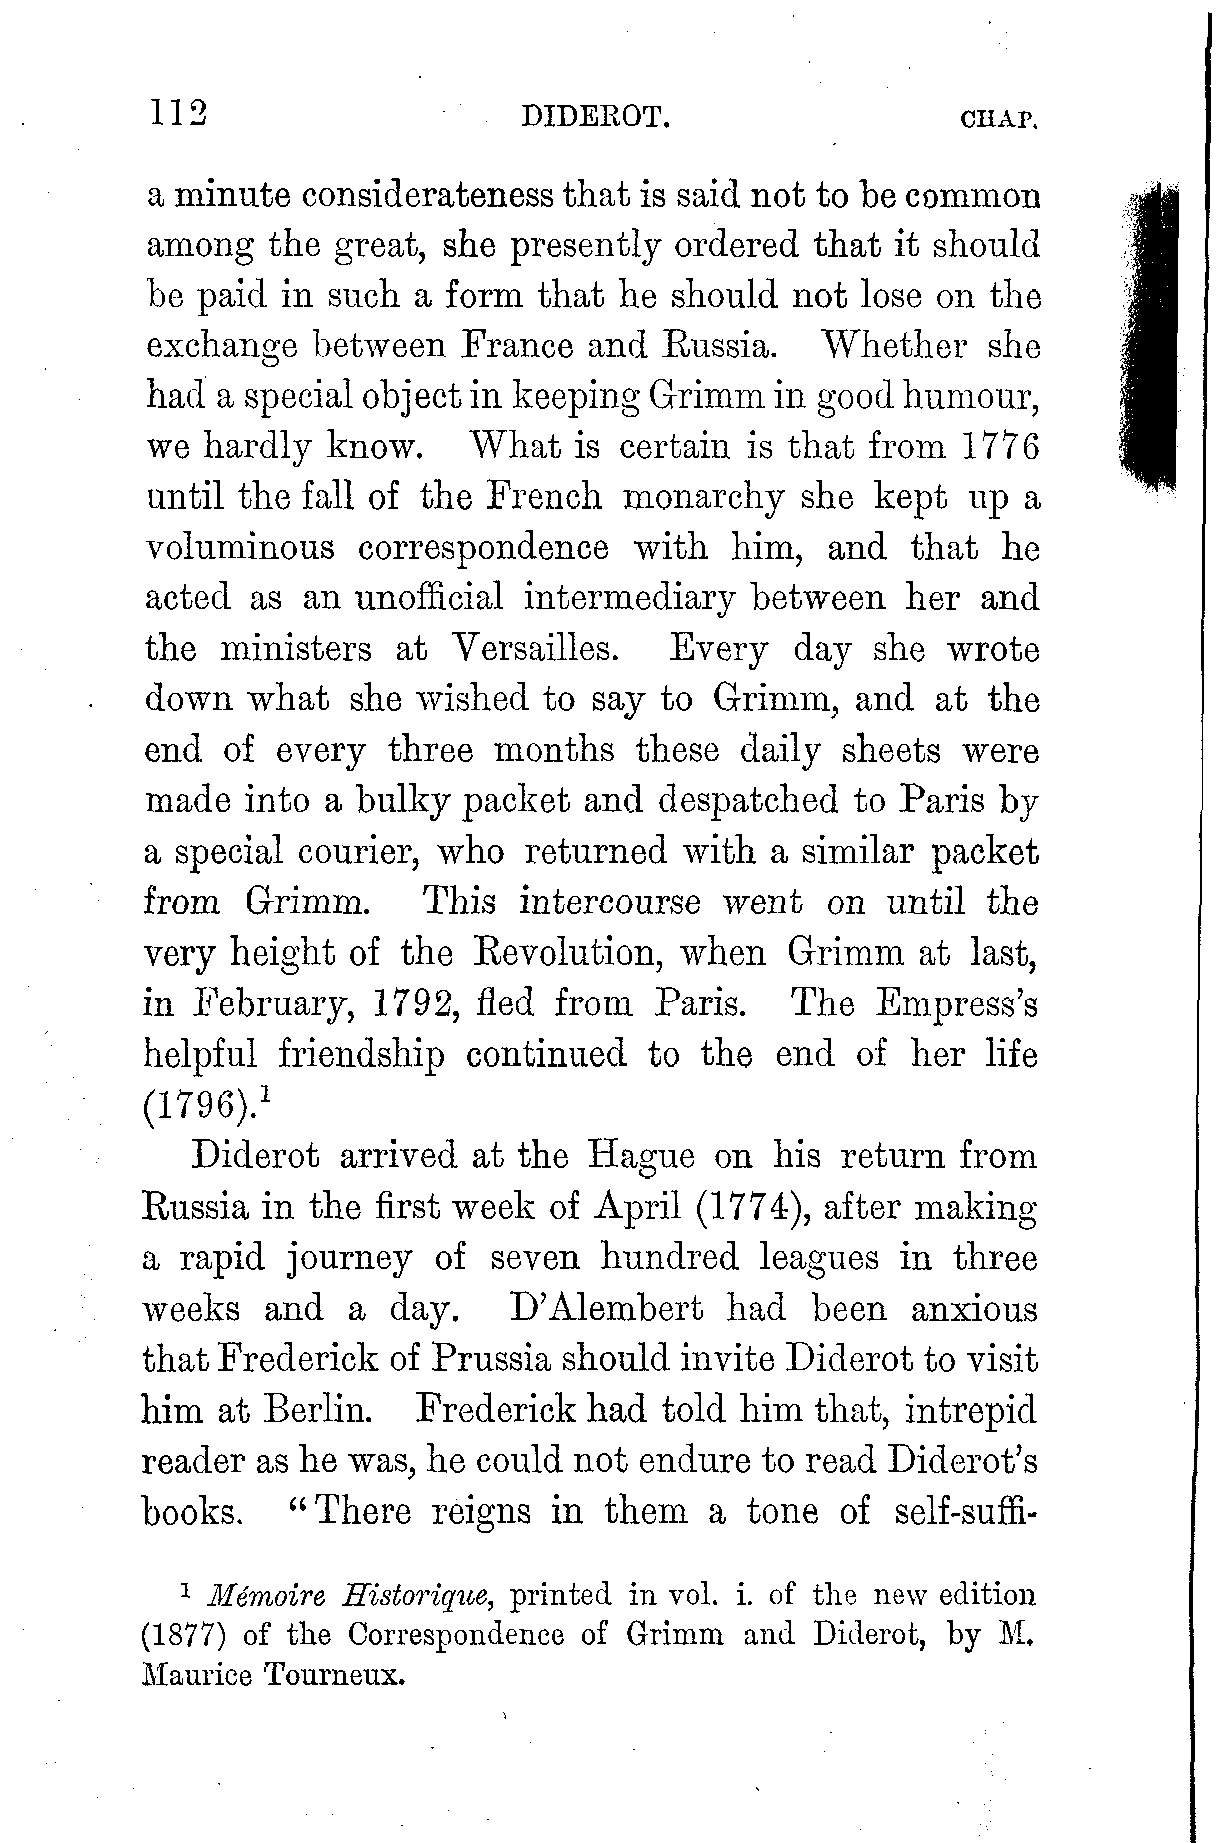 112 DIDEROT. CHAP.
a minute considerateness that is said not to be common
among the great, she presently ordered that it should
be paid in such a form that he should not lose on the
exchange between France and Russia. Whether she
had a special object in keeping Grimm in good humour,
we hardly know. What is certain is that from 1776
until the fall of the French monarchy she kept up a
voluminous correspondence with him, and that he
acted as an unofficial intermediary between her and
the ministers at Versailles. Every day she wrote
down what she wished to say to Grimm, and at the
end of every three months these daily sheets were
made into a bulky packet and despatched to Paris by
a special courier, who returned with a similar packet
from Grimm. This intercourse went on until the
very height of the Revolution, when Grimm at last,
in February, 1792, fled from Paris. The Empress's
helpful friendship continued to the end of her life
(1796).¹
Diderot arrived at the Hague on his return from
Russia in the first week of April (1774), after making
a rapid journey of seven hundred leagues in three
weeks and a day. D'Alembert had been anxious
that Frederick of Prussia should invite Diderot to visit
him at Berlin. Frederick had told him that, intrepid
reader as he was, he could not endure to read Diderot's
books. "There reigns in them a tone of self-suffi-
¹ Mémoire Historique, printed in vol. i. of the new edition
(1877) of the Correspondence of Grimm and Diderot, by M.
Maurice Tourneux.